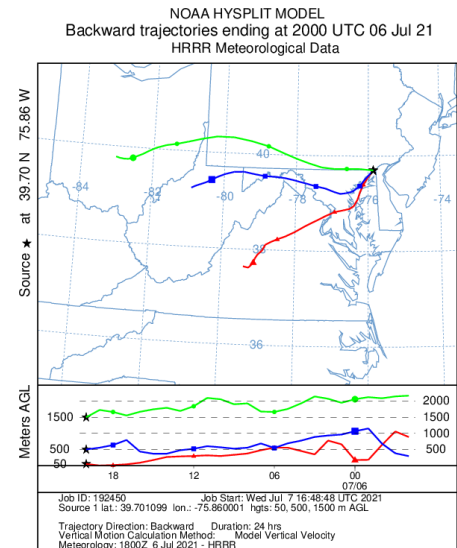 NOAA HYSPLIT MODEL
Backward trajectories ending at 2000 UTC 06 Jul 21
HRRR Meteorological Data
Source ★ at 39.70 N 75.86 W
40
-84
-82
-80
-78
-76
-74
38
36
Meters AGL
1500
500
50
2000
1500
1000
500
18
12
06
00
07/06
Job ID: 192450 Job Start: Wed Jul 7 16:48:48 UTC 2021
Source 1 lat.: 39.701099 lon.: -75.860001 hgts: 50, 500, 1500 m AGL
Trajectory Direction: Backward Duration: 24 hrs
Vertical Motion Calculation Method: Model Vertical Velocity
Meteorology: 1800Z 6 Jul 2021 - HRRR